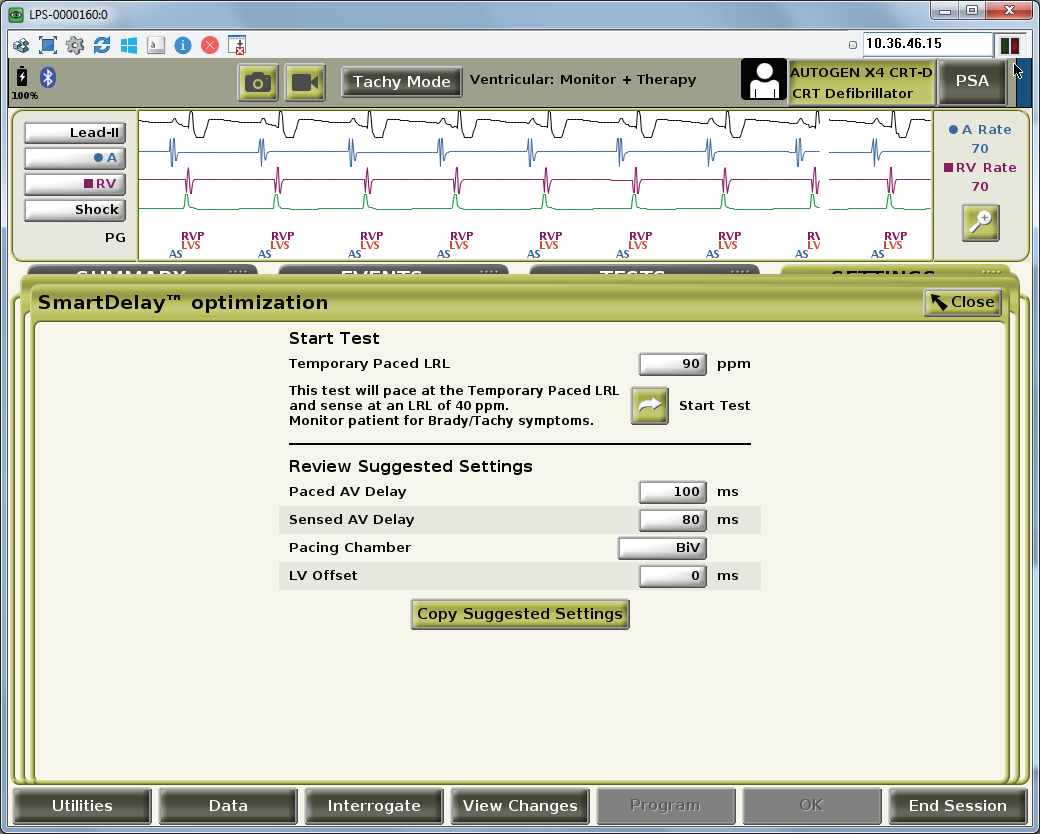 LPS-0000160:0
a
10.36.46.15
100%
Tachy Mode
Ventricular: Monitor + Therapy
AUTOGEN X4 CRT-D
CRT Defibrillator
PSA
Lead-II
A
RV
Shock
PG
RVP RVP RVP RVP RVP RVP RVP RV RVP
LVS LVS LVS LVS LVS LVS LVS LVS LVS
AS AS AS AS AS AS AS AS AS
A Rate
70
RV Rate
70
SUMMARY EVENTS TESTS SETTINGS
SmartDelay™ optimization
Close
Start Test
Temporary Paced LRL 90 ppm
This test will pace at the Temporary Paced LRL
and sense at an LRL of 40 ppm.
Monitor patient for Brady/Tachy symptoms.
Start Test
Review Suggested Settings
Paced AV Delay 100 ms
Sensed AV Delay 80 ms
Pacing Chamber BiV
LV Offset 0 ms
Copy Suggested Settings
Utilities Data Interrogate View Changes Program OK End Session